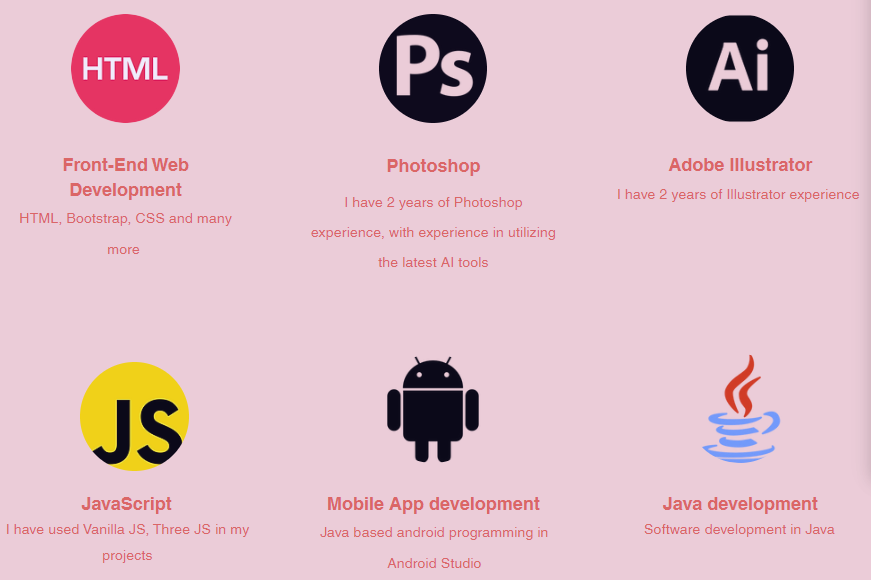 HTML
Ps
Ai
Front-End Web
Development
HTML, Bootstrap, CSS and many
more
Photoshop
I have 2 years of Photoshop
experience, with experience in utilizing
the latest AI tools
Adobe Illustrator
I have 2 years of Illustrator experience
JS
JavaScript
I have used Vanilla JS, Three JS in my
projects
Mobile App development
Java based android programming in
Android Studio
Java development
Software development in Java